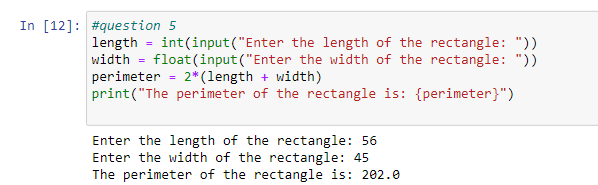 In [12]: #question 5
length = int(input("Enter the length of the rectangle: "))
width = float(input("Enter the width of the rectangle: "))
perimeter = 2*(length + width)
print("The perimeter of the rectangle is: {perimeter}")
Enter the length of the rectangle: 56
Enter the width of the rectangle: 45
The perimeter of the rectangle is: 202.0